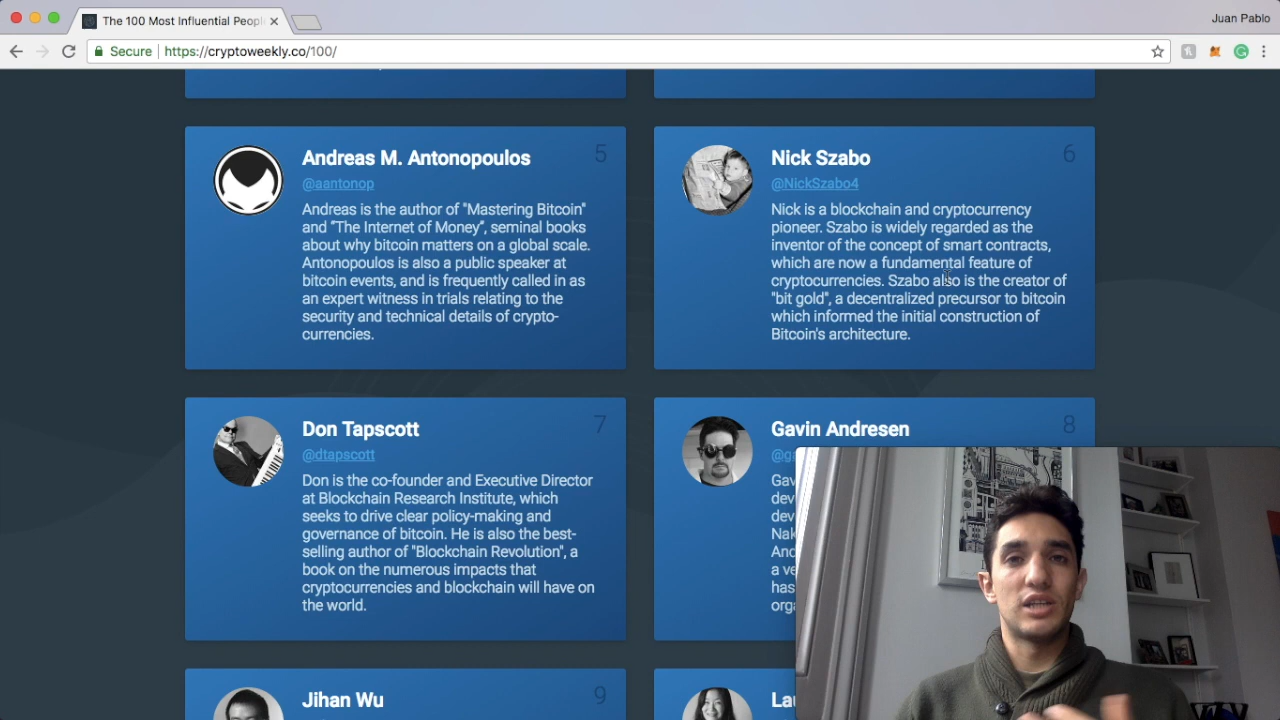 The 100 Most Influential People
Juan Pablo
Secure
https://cryptoweekly.co/100/
Andreas M. Antonopoulos
5
@aantonop
Andreas is the author of "Mastering Bitcoin"
and "The Internet of Money", seminal books
about why bitcoin matters on a global scale.
Antonopoulos is also a public speaker at
bitcoin events, and is frequently called in as
an expert witness in trials relating to the
security and technical details of crypto-
currencies.
Nick Szabo
6
@NickSzabo4
Nick is a blockchain and cryptocurrency
pioneer. Szabo is widely regarded as the
inventor of the concept of smart contracts,
which are now a fundamental feature of
cryptocurrencies. Szabo also is the creator of
"bit gold", a decentralized precursor to bitcoin
which informed the initial construction of
Bitcoin's architecture.
Don Tapscott
7
@dtapscott
Don is the co-founder and Executive Director
at Blockchain Research Institute, which
seeks to drive clear policy-making and
governance of bitcoin. He is also the best-
selling author of "Blockchain Revolution", a
book on the numerous impacts that
cryptocurrencies and blockchain will have on
the world.
Gavin Andresen
8
Jihan Wu
9